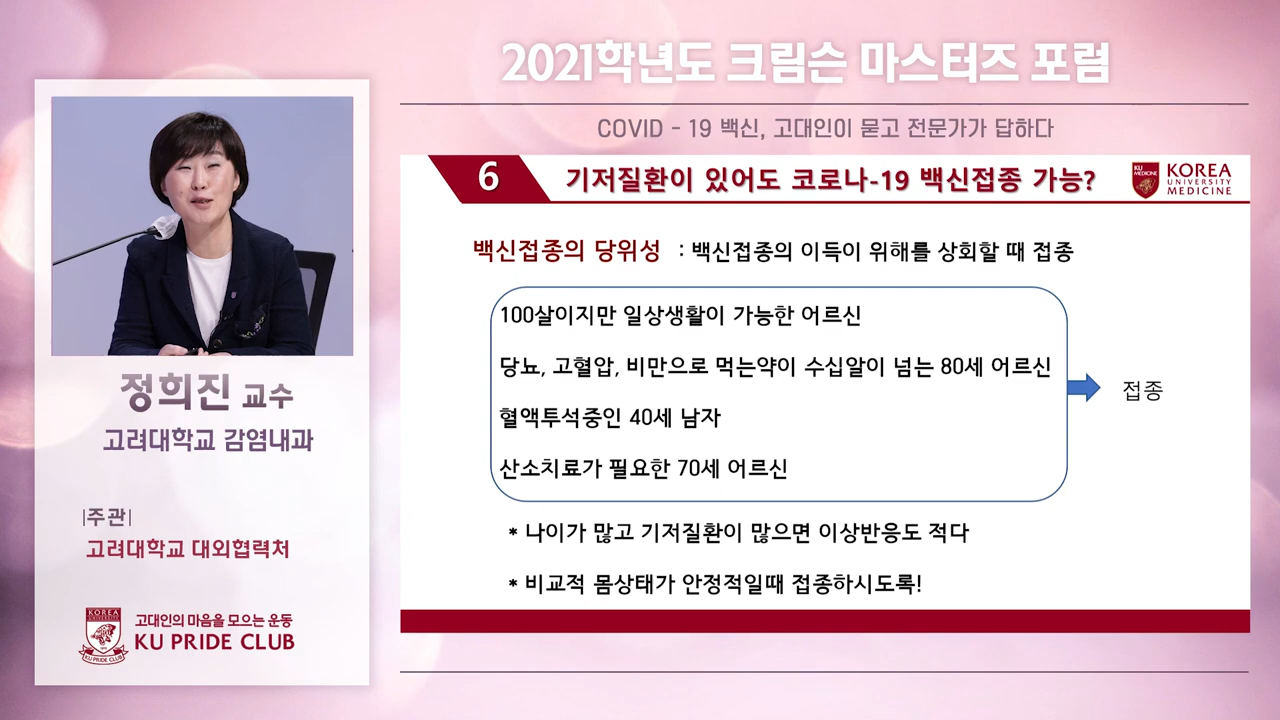 2021학년도 크림슨 마스터즈 포럼
COVID - 19 백신, 고대인이 묻고 전문가가 답하다
6
기저질환이 있어도 코로나-19 백신접종 가능?
KU MEDICINE
KOREA
UNIVERSITY
MEDICINE
백신접종의 당위성 : 백신접종의 이득이 위해를 상회할 때 접종
100살이지만 일상생활이 가능한 어르신
당뇨, 고혈압, 비만으로 먹는약이 수십알이 넘는 80세 어르신
혈액투석중인 40세 남자
산소치료가 필요한 70세 어르신
접종
* 나이가 많고 기저질환이 많으면 이상반응도 적다
* 비교적 몸상태가 안정적일때 접종하시도록!
정희진 교수
고려대학교 감염내과
|주관|
고려대학교 대외협력처
KOREA
UNIVERSITY
KU PRIDE CLUB
고대인의 마음을 모으는 운동
KU PRIDE CLUB